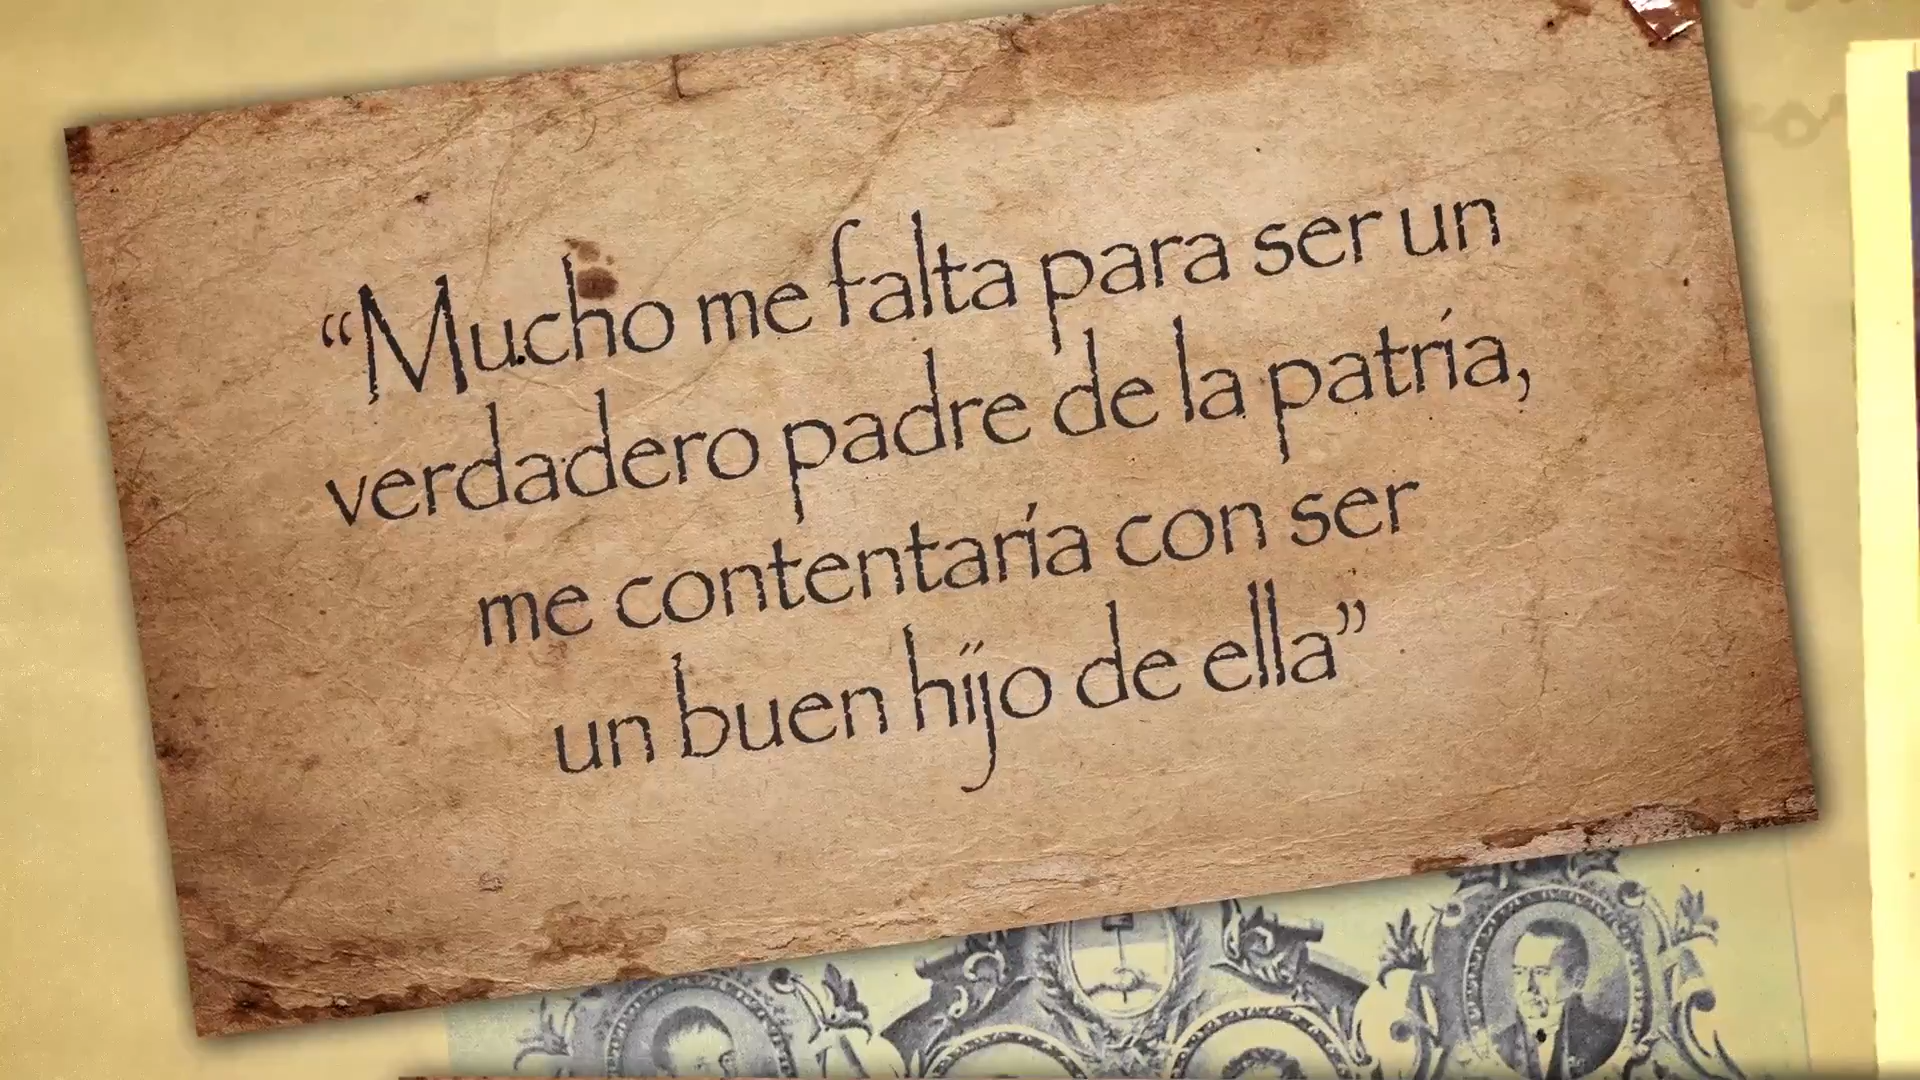 “Mucho me falta para ser un
verdadero padre de la patria,
me contentaría con ser
un buen hijo de ella”